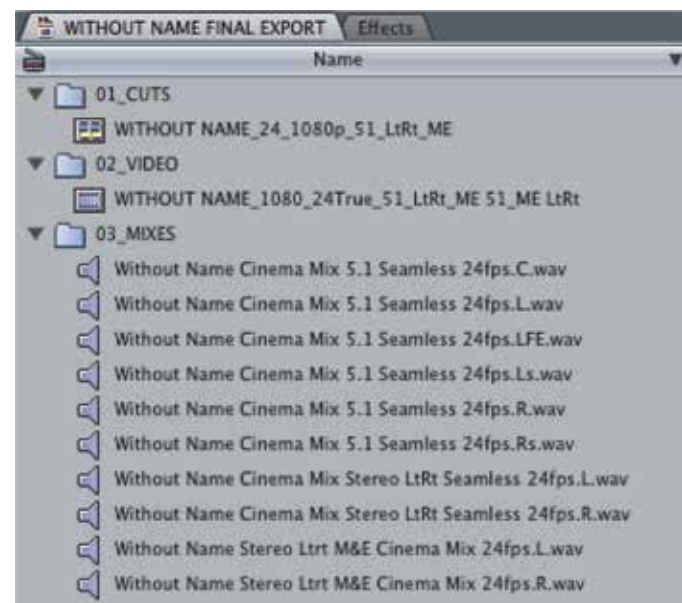 WITHOUT NAME FINAL EXPORT Effects
Name
01_CUTS
WITHOUT NAME_24_1080p_51_LtRt_ME
02_VIDEO
WITHOUT NAME_1080_24True_51_LtRt_ME 51_ME LtRt
03_MIXES
Without Name Cinema Mix 5.1 Seamless 24fps.C.wav
Without Name Cinema Mix 5.1 Seamless 24fps.L.wav
Without Name Cinema Mix 5.1 Seamless 24fps.LFE.wav
Without Name Cinema Mix 5.1 Seamless 24fps.Ls.wav
Without Name Cinema Mix 5.1 Seamless 24fps.R.wav
Without Name Cinema Mix 5.1 Seamless 24fps.Rs.wav
Without Name Cinema Mix Stereo LtRt Seamless 24fps.L.wav
Without Name Cinema Mix Stereo LtRt Seamless 24fps.R.wav
Without Name Stereo Ltrt M&E Cinema Mix 24fps.L.wav
Without Name Stereo Ltrt M&E Cinema Mix 24fps.R.wav